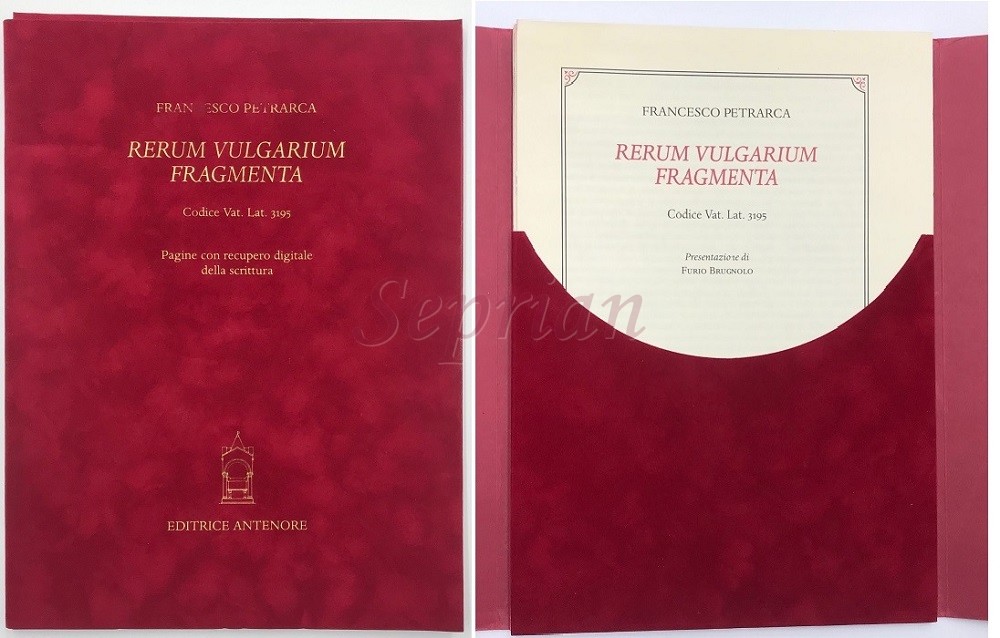 FRANCESCO PETRARCA
RERUM VULGARIUM
FRAGMENTA
Codice Vat. Lat. 3195
Pagine con recupero digitale
della scrittura
EDITRICE ANTENORE
FRANCESCO PETRARCA
RERUM VULGARIUM
FRAGMENTA
Codice Vat. Lat. 3195
Presentazione di
FURIO BRUGNOLO
Seprian